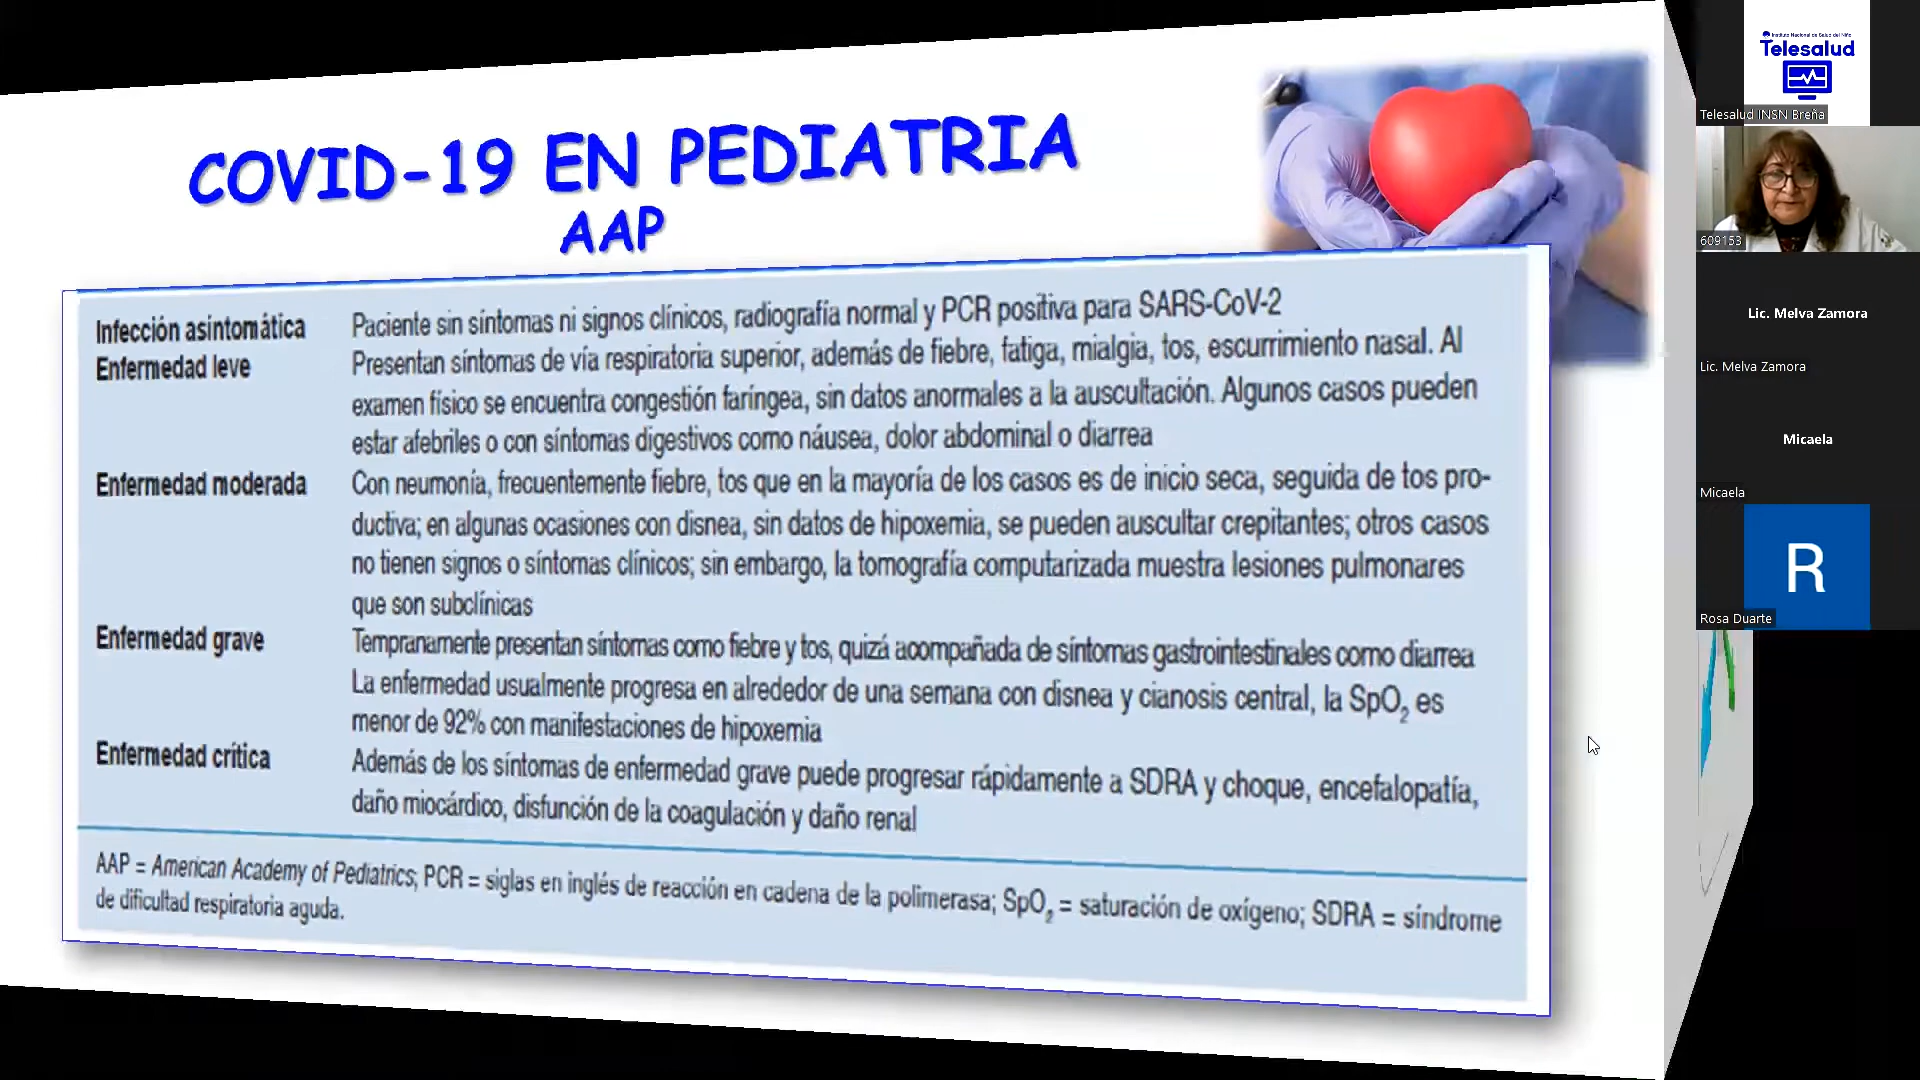 COVID-19 EN PEDIATRIA
AAP
Infección asintomática
Paciente sin síntomas ni signos clínicos, radiografía normal y PCR positiva para SARS-CoV-2
Enfermedad leve
Presentan síntomas de vía respiratoria superior, además de fiebre, fatiga, mialgia, tos, escurrimiento nasal. Al
examen físico se encuentra congestión faríngea, sin datos anormales a la auscultación. Algunos casos pueden
estar afebriles o con síntomas digestivos como náusea, dolor abdominal o diarrea
Enfermedad moderada
Con neumonía, frecuentemente fiebre, tos que en la mayoría de los casos es de inicio seca, seguida de tos pro-
ductiva; en algunas ocasiones con disnea, sin datos de hipoxemia, se pueden auscultar crepitantes; otros casos
no tienen signos o síntomas clínicos; sin embargo, la tomografía computarizada muestra lesiones pulmonares
que son subclínicas
Enfermedad grave
Tempranamente presentan síntomas como fiebre y tos, quizá acompañada de síntomas gastrointestinales como diarrea
La enfermedad usualmente progresa en alrededor de una semana con disnea y cianosis central, la SpO₂ es
menor de 92% con manifestaciones de hipoxemia
Enfermedad crítica
Además de los síntomas de enfermedad grave puede progresar rápidamente a SDRA y choque, encefalopatía,
daño miocárdico, disfunción de la coagulación y daño renal
AAP = American Academy of Pediatrics; PCR = siglas en inglés de reacción en cadena de la polimerasa; SpO₂ = saturación de oxígeno; SDRA = síndrome
de dificultad respiratoria aguda.
Instituto Nacional de Salud del Niño
Telesalud
Telesalud INSN Breña
609153
Lic. Melva Zamora
Lic. Melva Zamora
Micaela
Micaela
R
Rosa Duarte